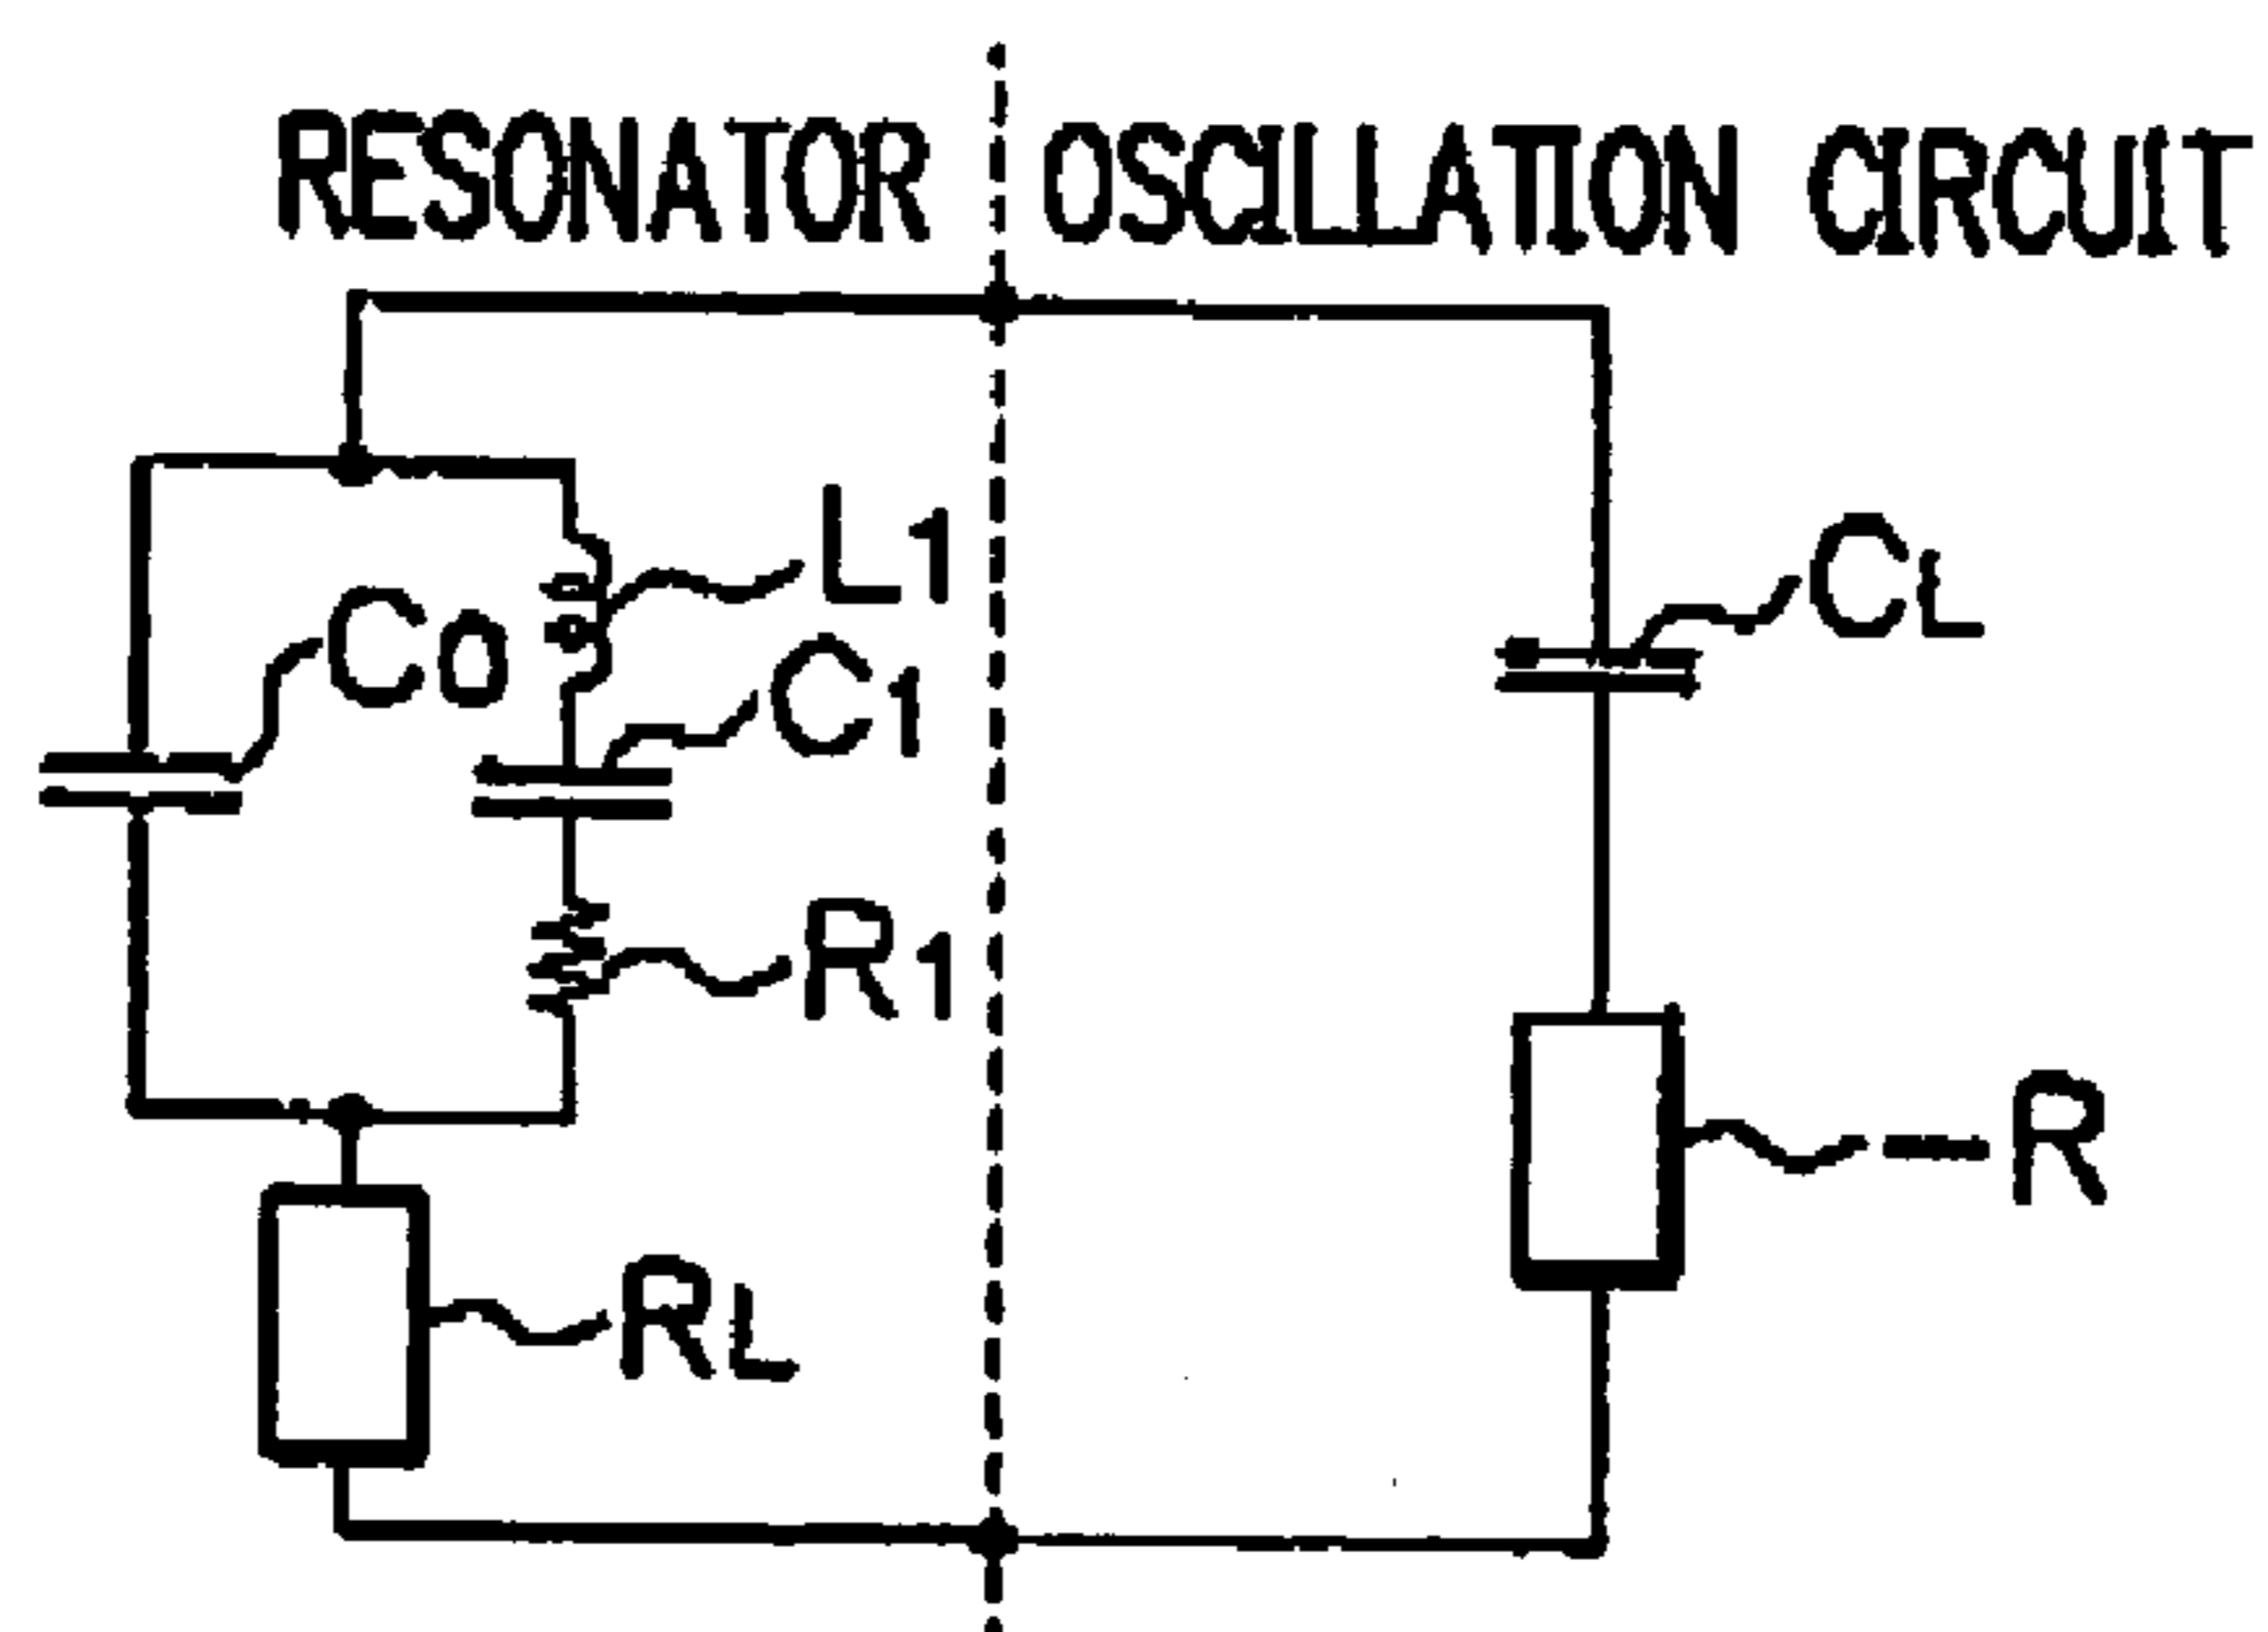 RESONATOR OSCILLATION CIRCUIT
L1
CL
C0
C1
R1
-R
RL